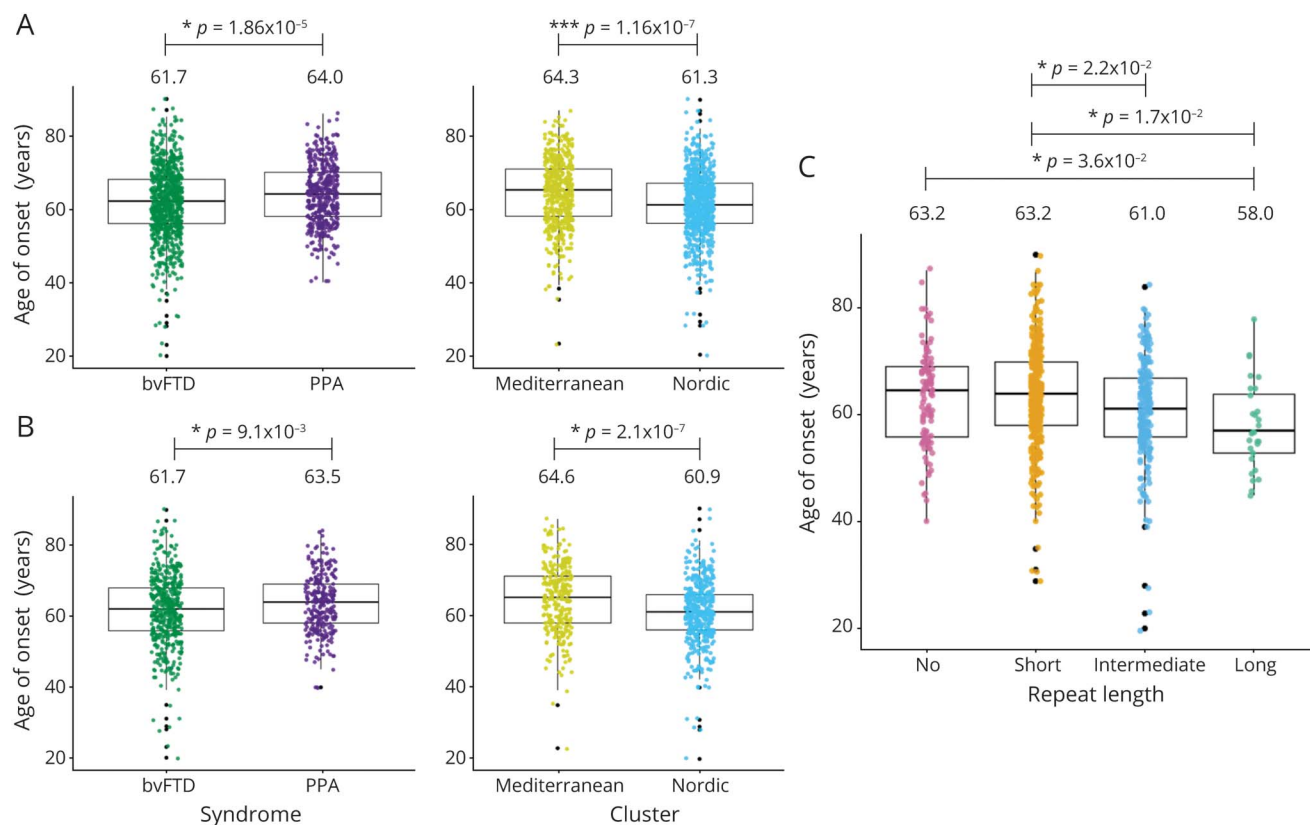 A
* p = 1.86x10⁻⁵
61.7 64.0
Age of onset (years)
80
60
40
20
bvFTD PPA
*** p = 1.16x10⁻⁷
64.3 61.3
80
60
40
20
Mediterranean Nordic
B
* p = 9.1x10⁻³
61.7 63.5
Age of onset (years)
80
60
40
20
bvFTD PPA
Syndrome
* p = 2.1x10⁻⁷
64.6 60.9
80
60
40
20
Mediterranean Nordic
Cluster
C
* p = 2.2x10⁻²
* p = 1.7x10⁻²
* p = 3.6x10⁻²
63.2 63.2 61.0 58.0
Age of onset (years)
80
60
40
20
No Short Intermediate Long
Repeat length